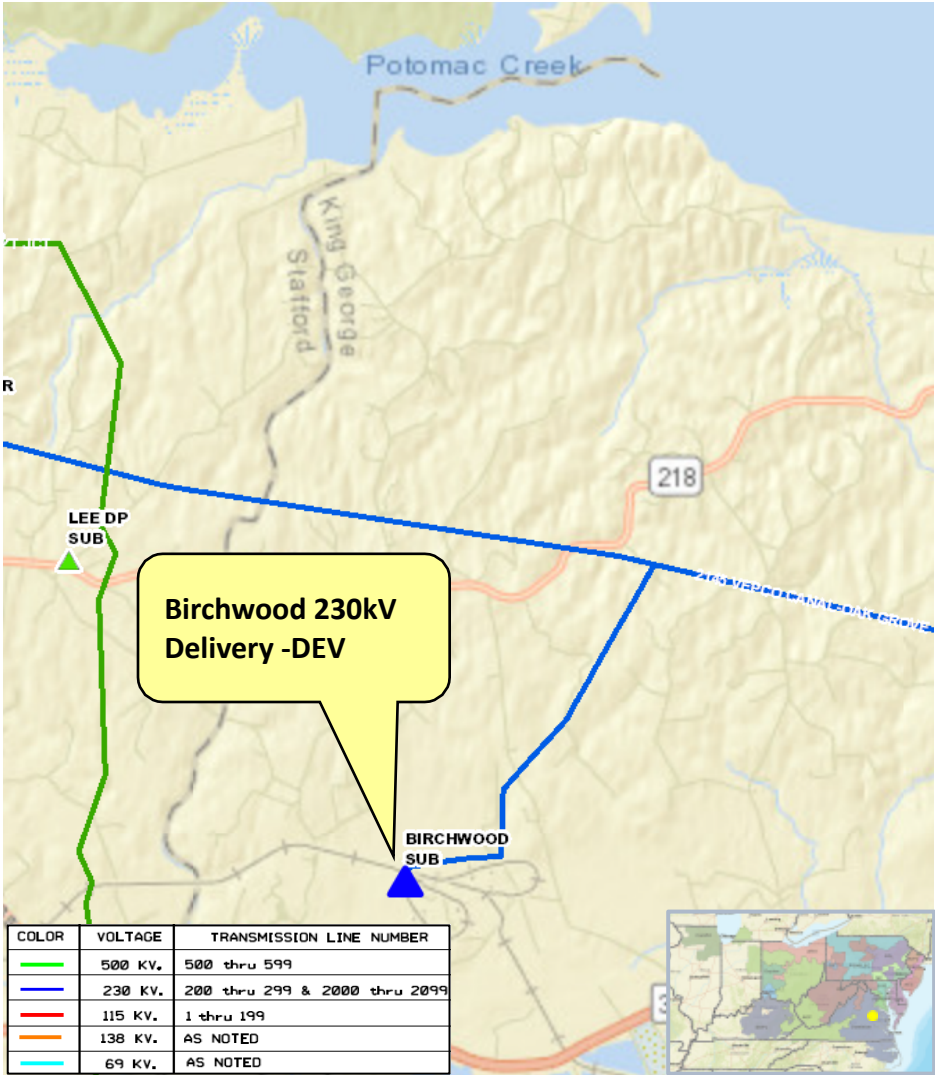 Potomac Creek
King George
Stafford
R
218
LEE DP
SUB
Birchwood 230kV
Delivery -DEV
BIRCHWOOD
SUB
COLOR VOLTAGE TRANSMISSION LINE NUMBER
500 KV. 500 thru 599
230 KV. 200 thru 299 & 2000 thru 2099
115 KV. 1 thru 199
138 KV. AS NOTED
69 KV. AS NOTED
3